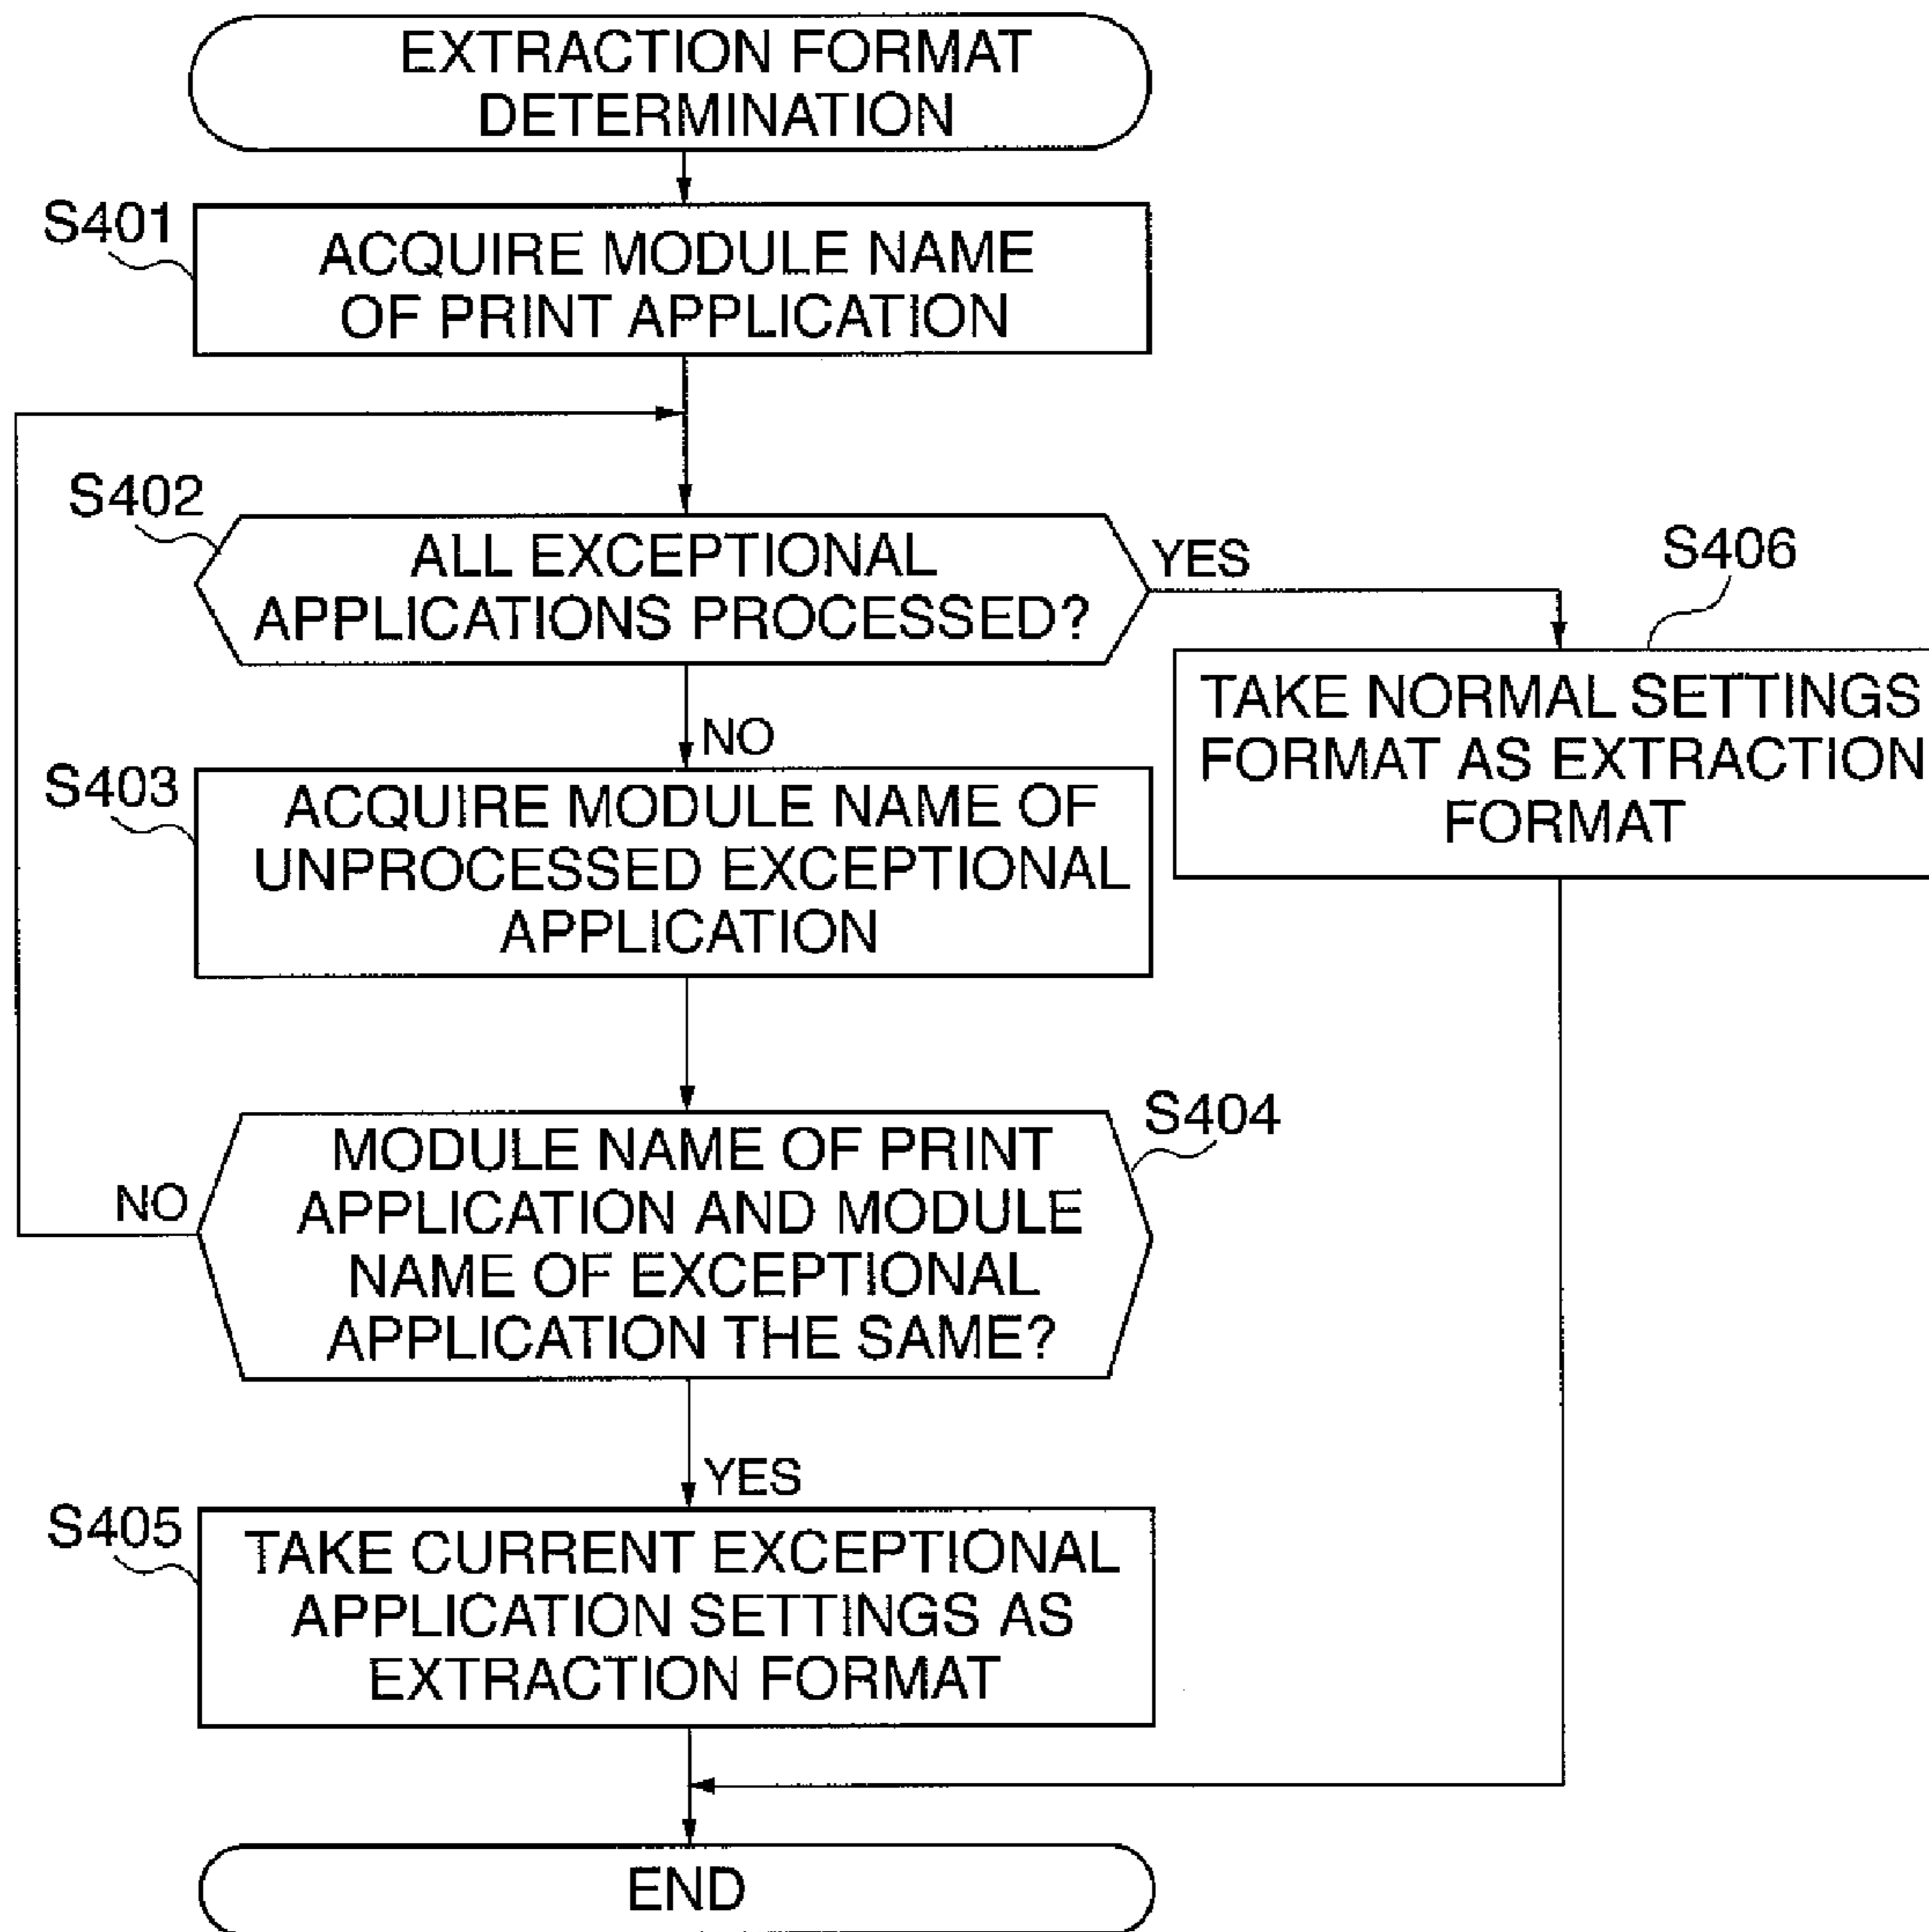 EXTRACTION FORMAT
DETERMINATION
S401
ACQUIRE MODULE NAME
OF PRINT APPLICATION
S402
ALL EXCEPTIONAL
APPLICATIONS PROCESSED?
YES
S406
TAKE NORMAL SETTINGS
FORMAT AS EXTRACTION
FORMAT
NO
S403
ACQUIRE MODULE NAME OF
UNPROCESSED EXCEPTIONAL
APPLICATION
S404
MODULE NAME OF PRINT
APPLICATION AND MODULE
NAME OF EXCEPTIONAL
APPLICATION THE SAME?
NO
YES
S405
TAKE CURRENT EXCEPTIONAL
APPLICATION SETTINGS AS
EXTRACTION FORMAT
END